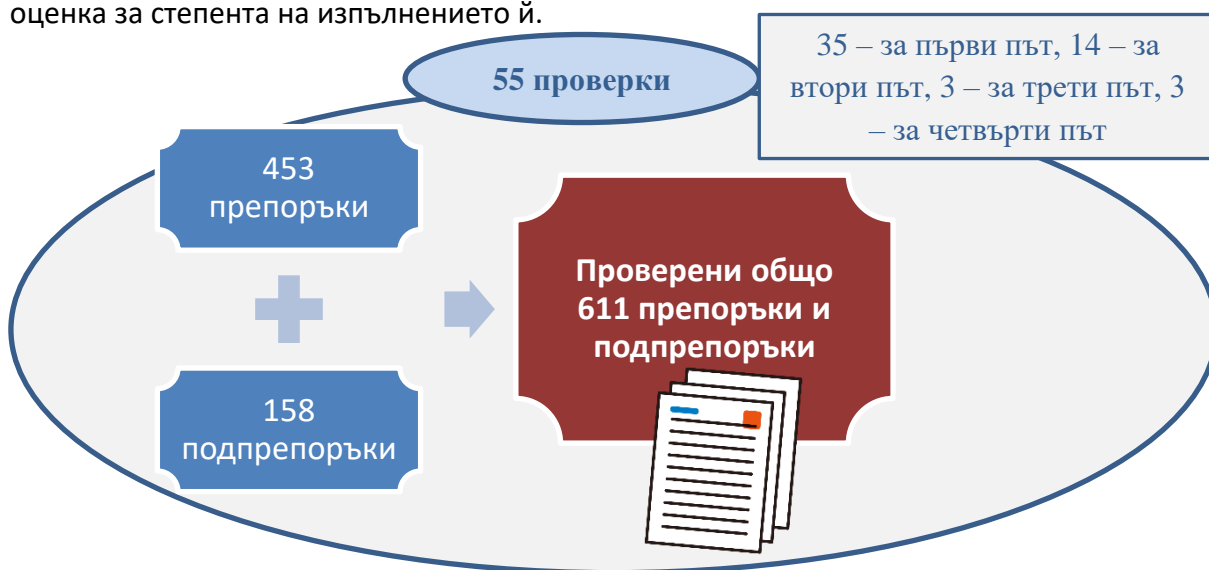 оценка за степента на изпълнението й.
55 проверки
35 – за първи път, 14 – за
втори път, 3 – за трети път, 3
– за четвърти път
453
препоръки
158
подпрепоръки
Проверени общо
611 препоръки и
подпрепоръки